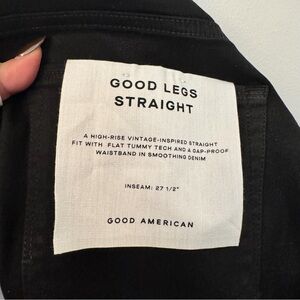 GOOD LEGS
STRAIGHT
A HIGH-RISE VINTAGE-INSPIRED STRAIGHT
FIT WITH FLAT TUMMY TECH AND A GAP-PROOF
WAISTBAND IN SMOOTHING DENIM
INSEAM: 27 1/2"
GOOD AMERICAN